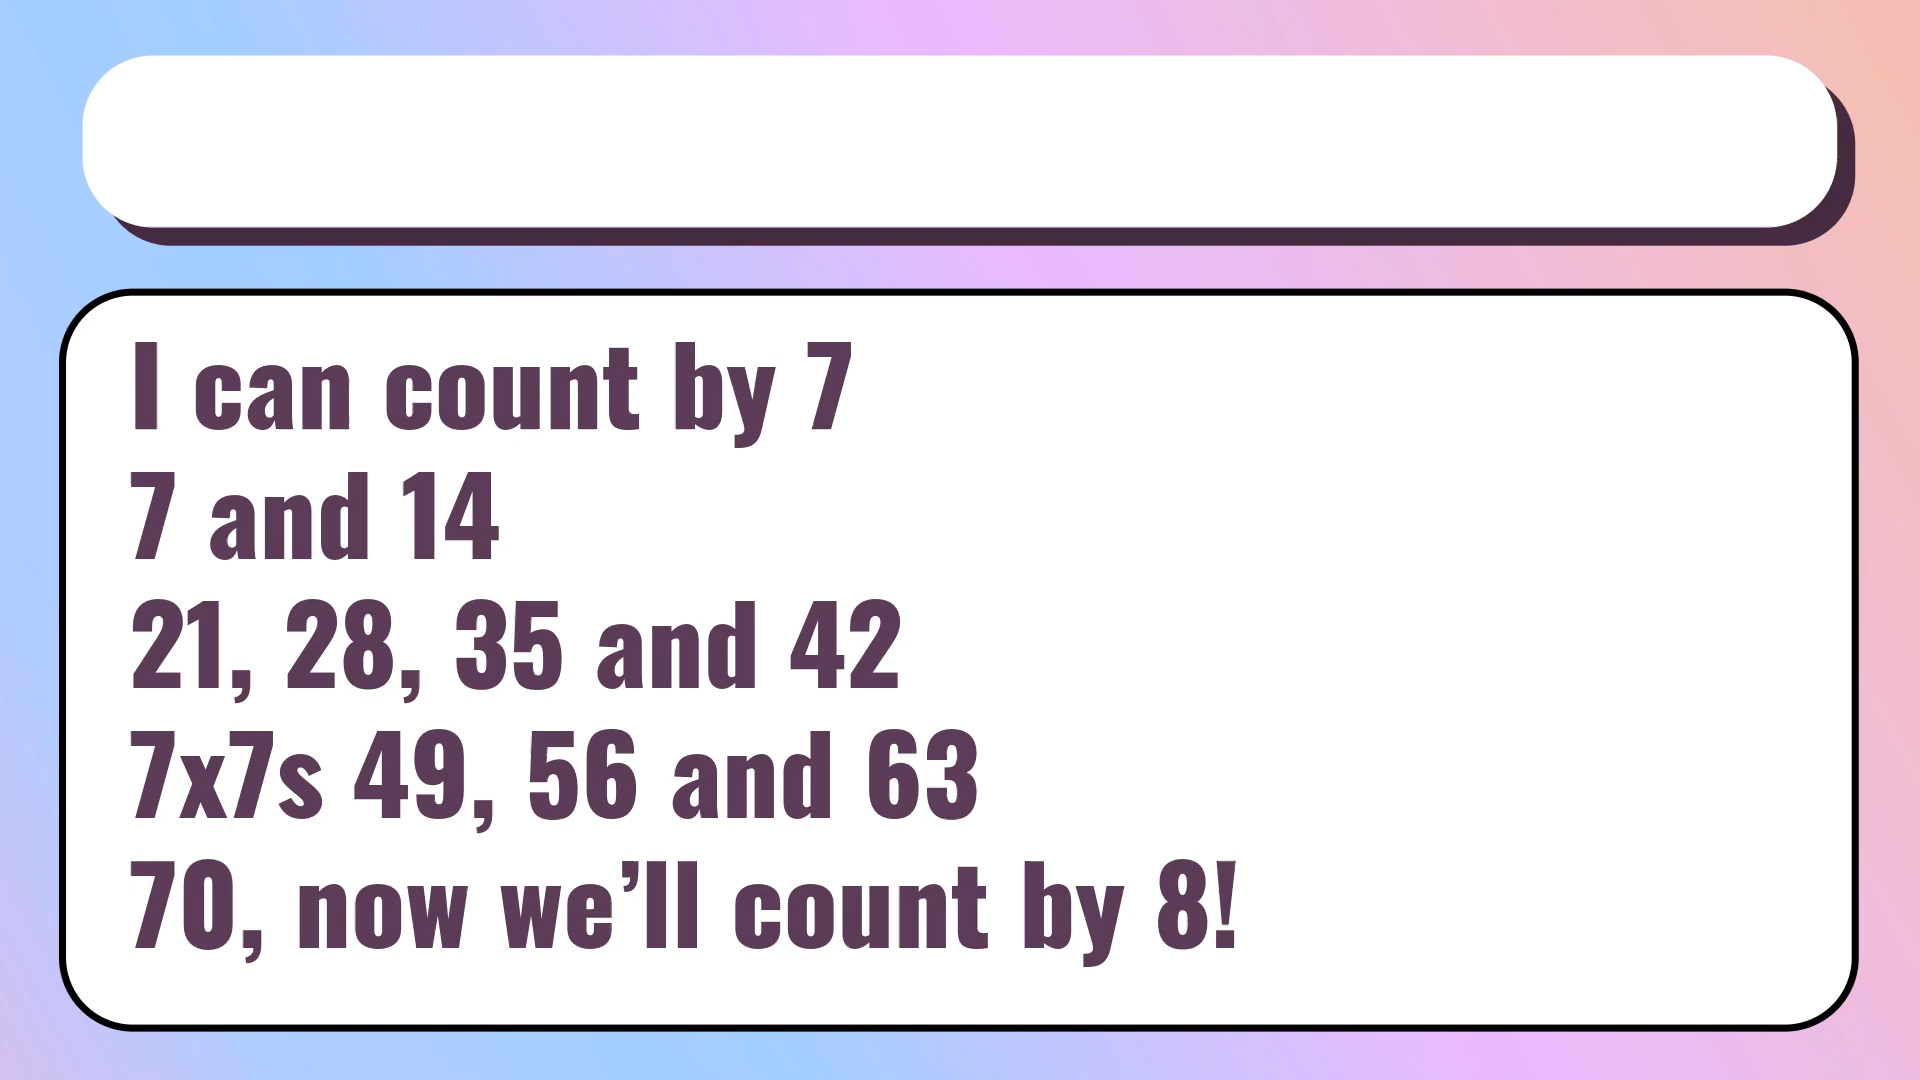 I can count by 7
7 and 14
21, 28, 35 and 42
7x7s 49, 56 and 63
70, now we’ll count by 8!